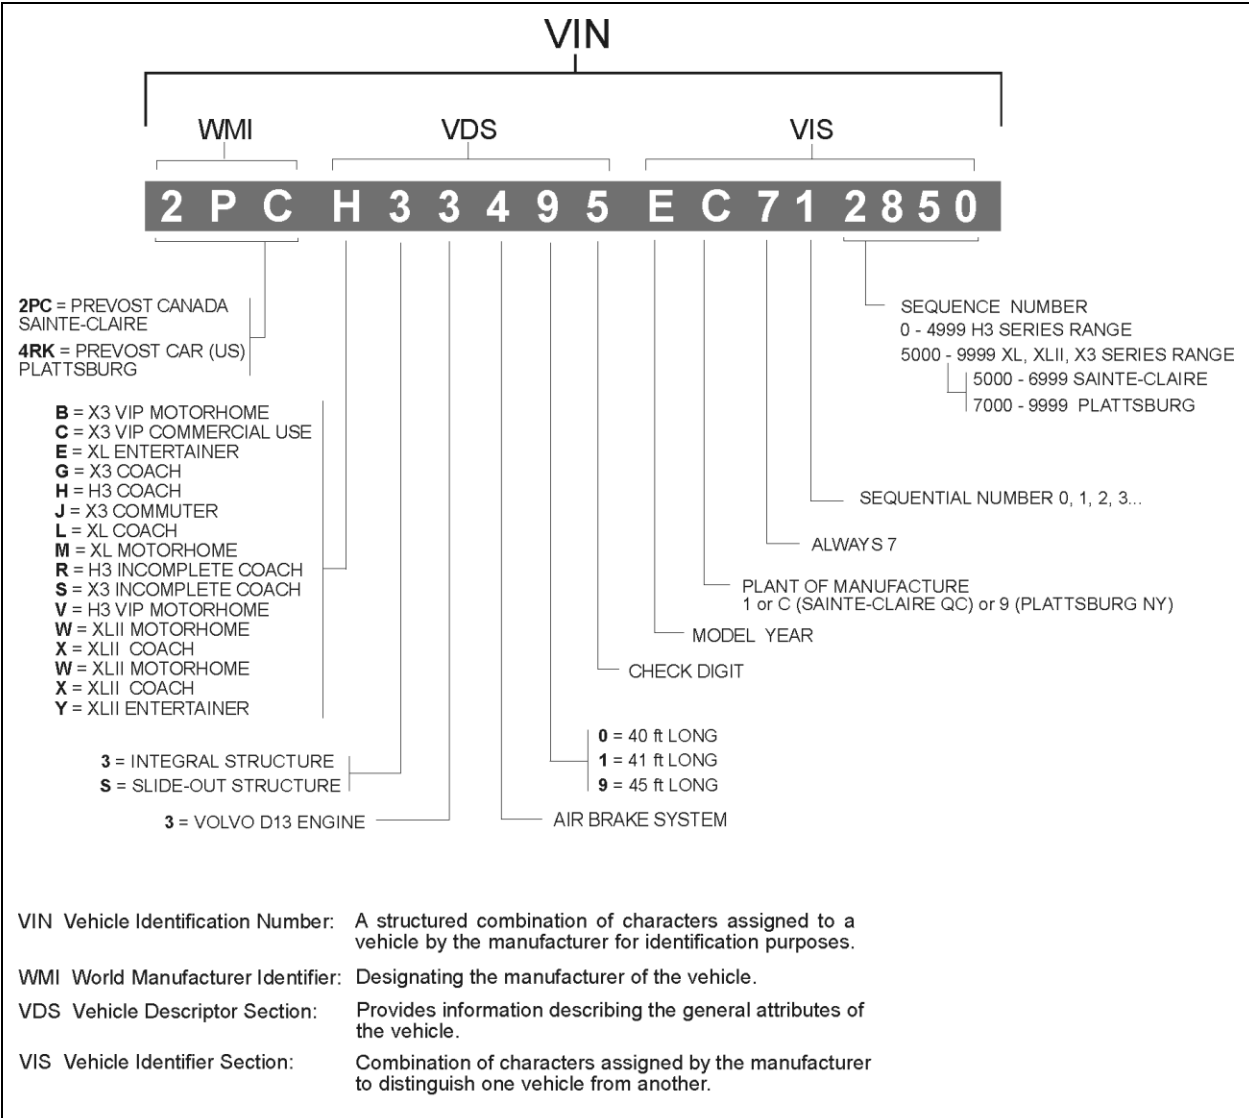 VIN
WMI
VDS
VIS
2 P C H 3 3 4 9 5 E C 7 1 2 8 5 0
2PC = PREVOST CANADA
SAINTE-CLAIRE
4RK = PREVOST CAR (US)
PLATTSBURG
B = X3 VIP MOTORHOME
C = X3 VIP COMMERCIAL USE
E = XL ENTERTAINER
G = X3 COACH
H = H3 COACH
J = X3 COMMUTER
L = XL COACH
M = XL MOTORHOME
R = H3 INCOMPLETE COACH
S = X3 INCOMPLETE COACH
V = H3 VIP MOTORHOME
W = XLII MOTORHOME
X = XLII COACH
W = XLII MOTORHOME
X = XLII COACH
Y = XLII ENTERTAINER
3 = INTEGRAL STRUCTURE
S = SLIDE-OUT STRUCTURE
3 = VOLVO D13 ENGINE
AIR BRAKE SYSTEM
0 = 40 ft LONG
1 = 41 ft LONG
9 = 45 ft LONG
CHECK DIGIT
MODEL YEAR
PLANT OF MANUFACTURE
1 or C (SAINTE-CLAIRE QC) or 9 (PLATTSBURG NY)
ALWAYS 7
SEQUENTIAL NUMBER 0, 1, 2, 3...
SEQUENCE NUMBER
0 - 4999 H3 SERIES RANGE
5000 - 9999 XL, XLII, X3 SERIES RANGE
5000 - 6999 SAINTE-CLAIRE
7000 - 9999 PLATTSBURG
VIN Vehicle Identification Number: A structured combination of characters assigned to a
vehicle by the manufacturer for identification purposes.
WMI World Manufacturer Identifier: Designating the manufacturer of the vehicle.
VDS Vehicle Descriptor Section: Provides information describing the general attributes of
the vehicle.
VIS Vehicle Identifier Section: Combination of characters assigned by the manufacturer
to distinguish one vehicle from another.